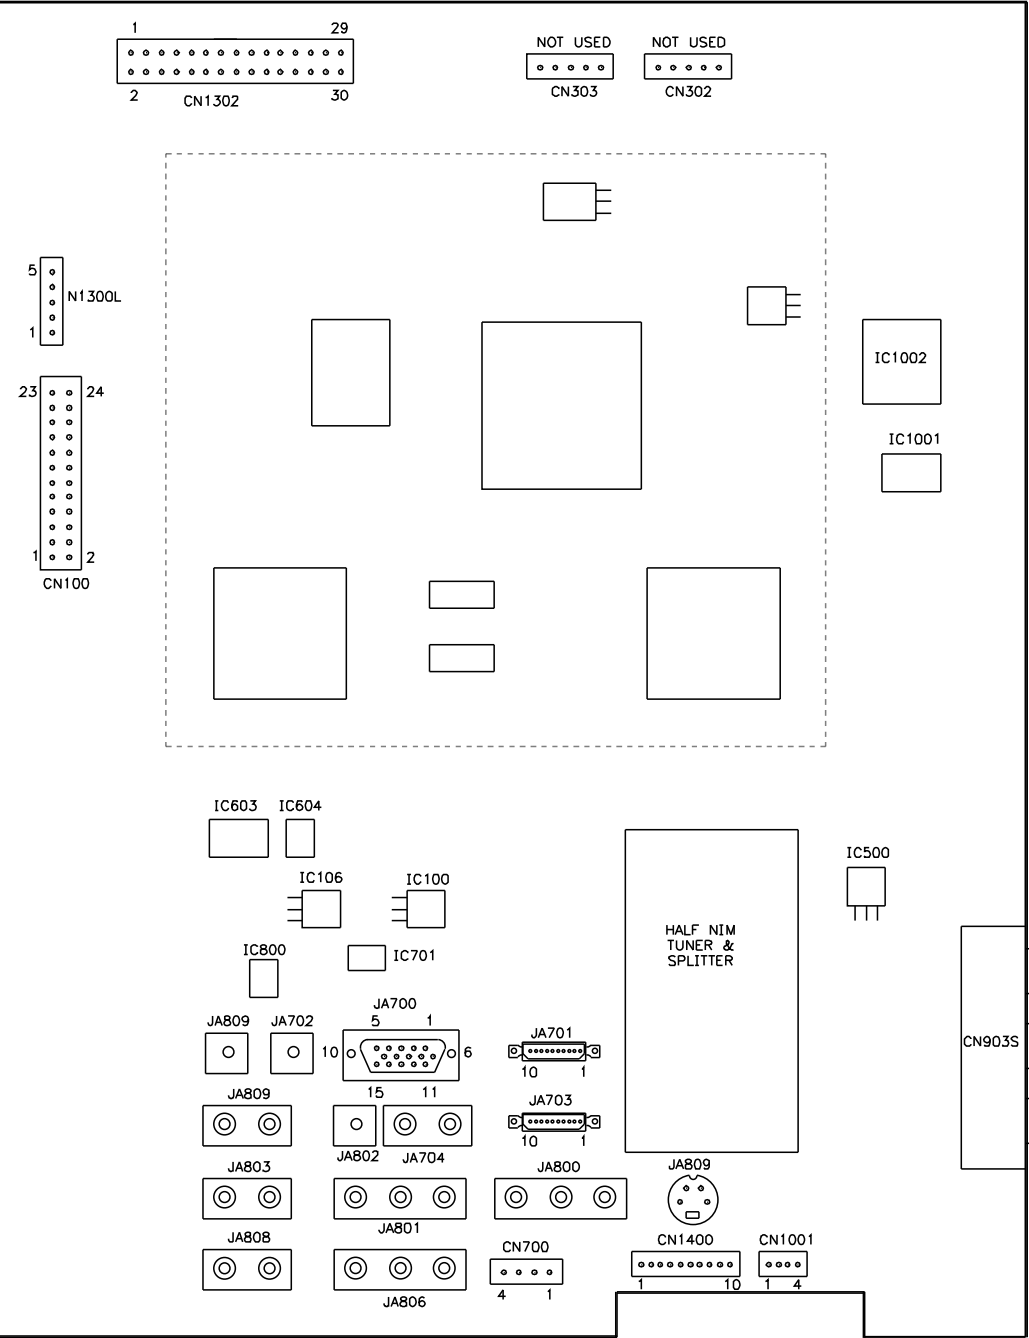 1 29
NOT USED NOT USED
2 30
CN1302
CN303 CN302
5
N1300L
1
IC1002
23 24
IC1001
1 2
CN100
IC603 IC604
IC500
IC106 IC100
HALF NIM
TUNER &
SPLITTER
IC800 IC701
JA700
JA809 JA702 5 1
JA701
10 6
CN903S
10 1
15 11
JA809
JA703
10 1
JA802 JA704
JA803 JA800 JA809
JA801
JA808 CN700 CN1400 CN1001
1 10 1 4
4 1
JA806